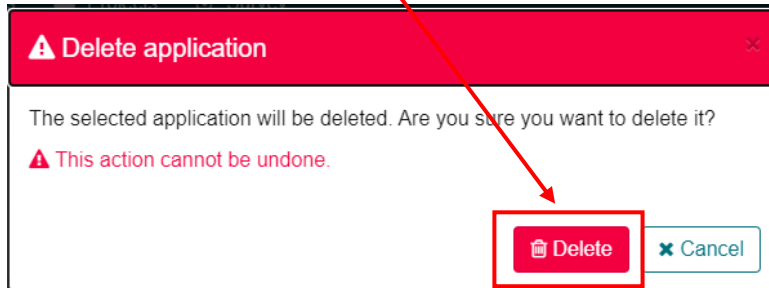 Delete application
The selected application will be deleted. Are you sure you want to delete it?
This action cannot be undone.
Delete
Cancel